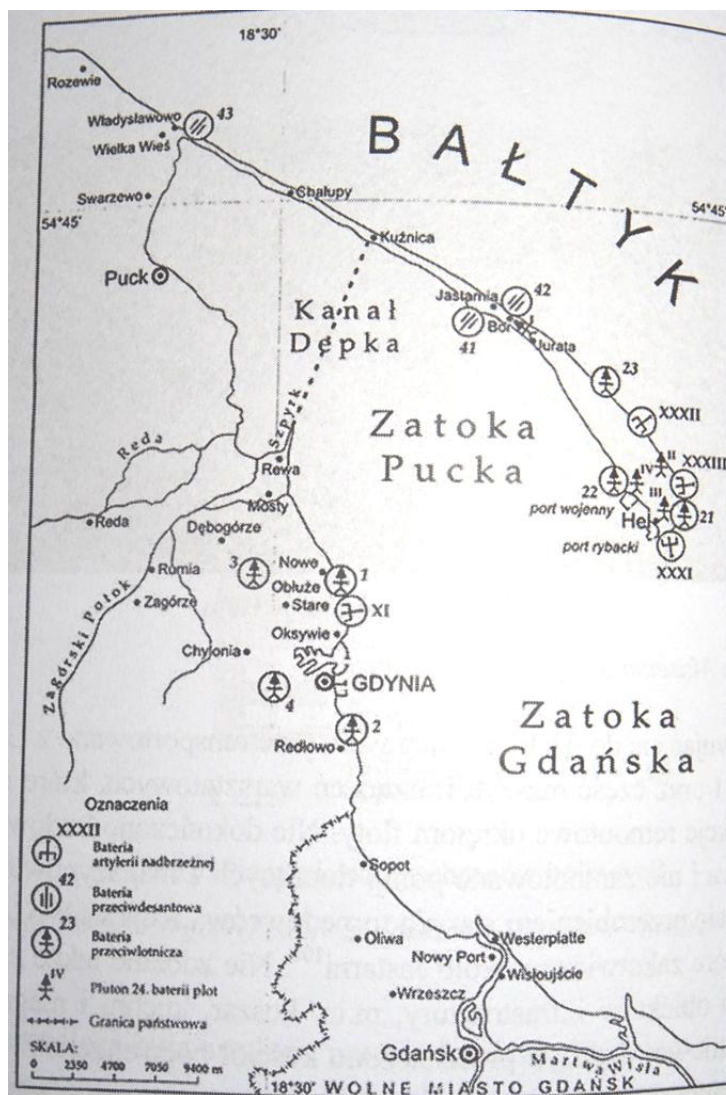 18°30'
Rozewie
Władysławowo
43
Wielka Wieś
BAŁTYK
Swarzewo
Chałupy
54°45'
54°45'
Kuźnica
Puck
Kanał
Dępka
Jastarnia
42
41
Bór
Jurata
23
XXXII
Szpyrk
Zatoka
Pucka
Reda
Rewa
II
XXXIII
IV
III
22
port wojenny
Hel
21
Mosty
Reda
Dębogórze
port rybacki
XXXI
Rumia
3
Nowe
1
Obłuże
Zagórze
Stare
XI
Oksywie
Zagórski Potok
Chylonia
GDYNIA
4
2
Redłowo
Zatoka
Gdańska
Oznaczenia
XXXII
Bateria
artylerii nadbrzeżnej
42
Bateria
przeciwdesantowa
23
Bateria
przeciwlotnicza
IV
Pluton 24. baterii plot
Granica państwowa
Sopot
Oliwa
Westerplate
Nowy Port
Wisłoujście
Wrzeszcz
Gdańsk
Martwa Wisła
SKALA:
0 2350 4700 7050 9400 m
18°30'
WOLNE MIASTO GDAŃSK